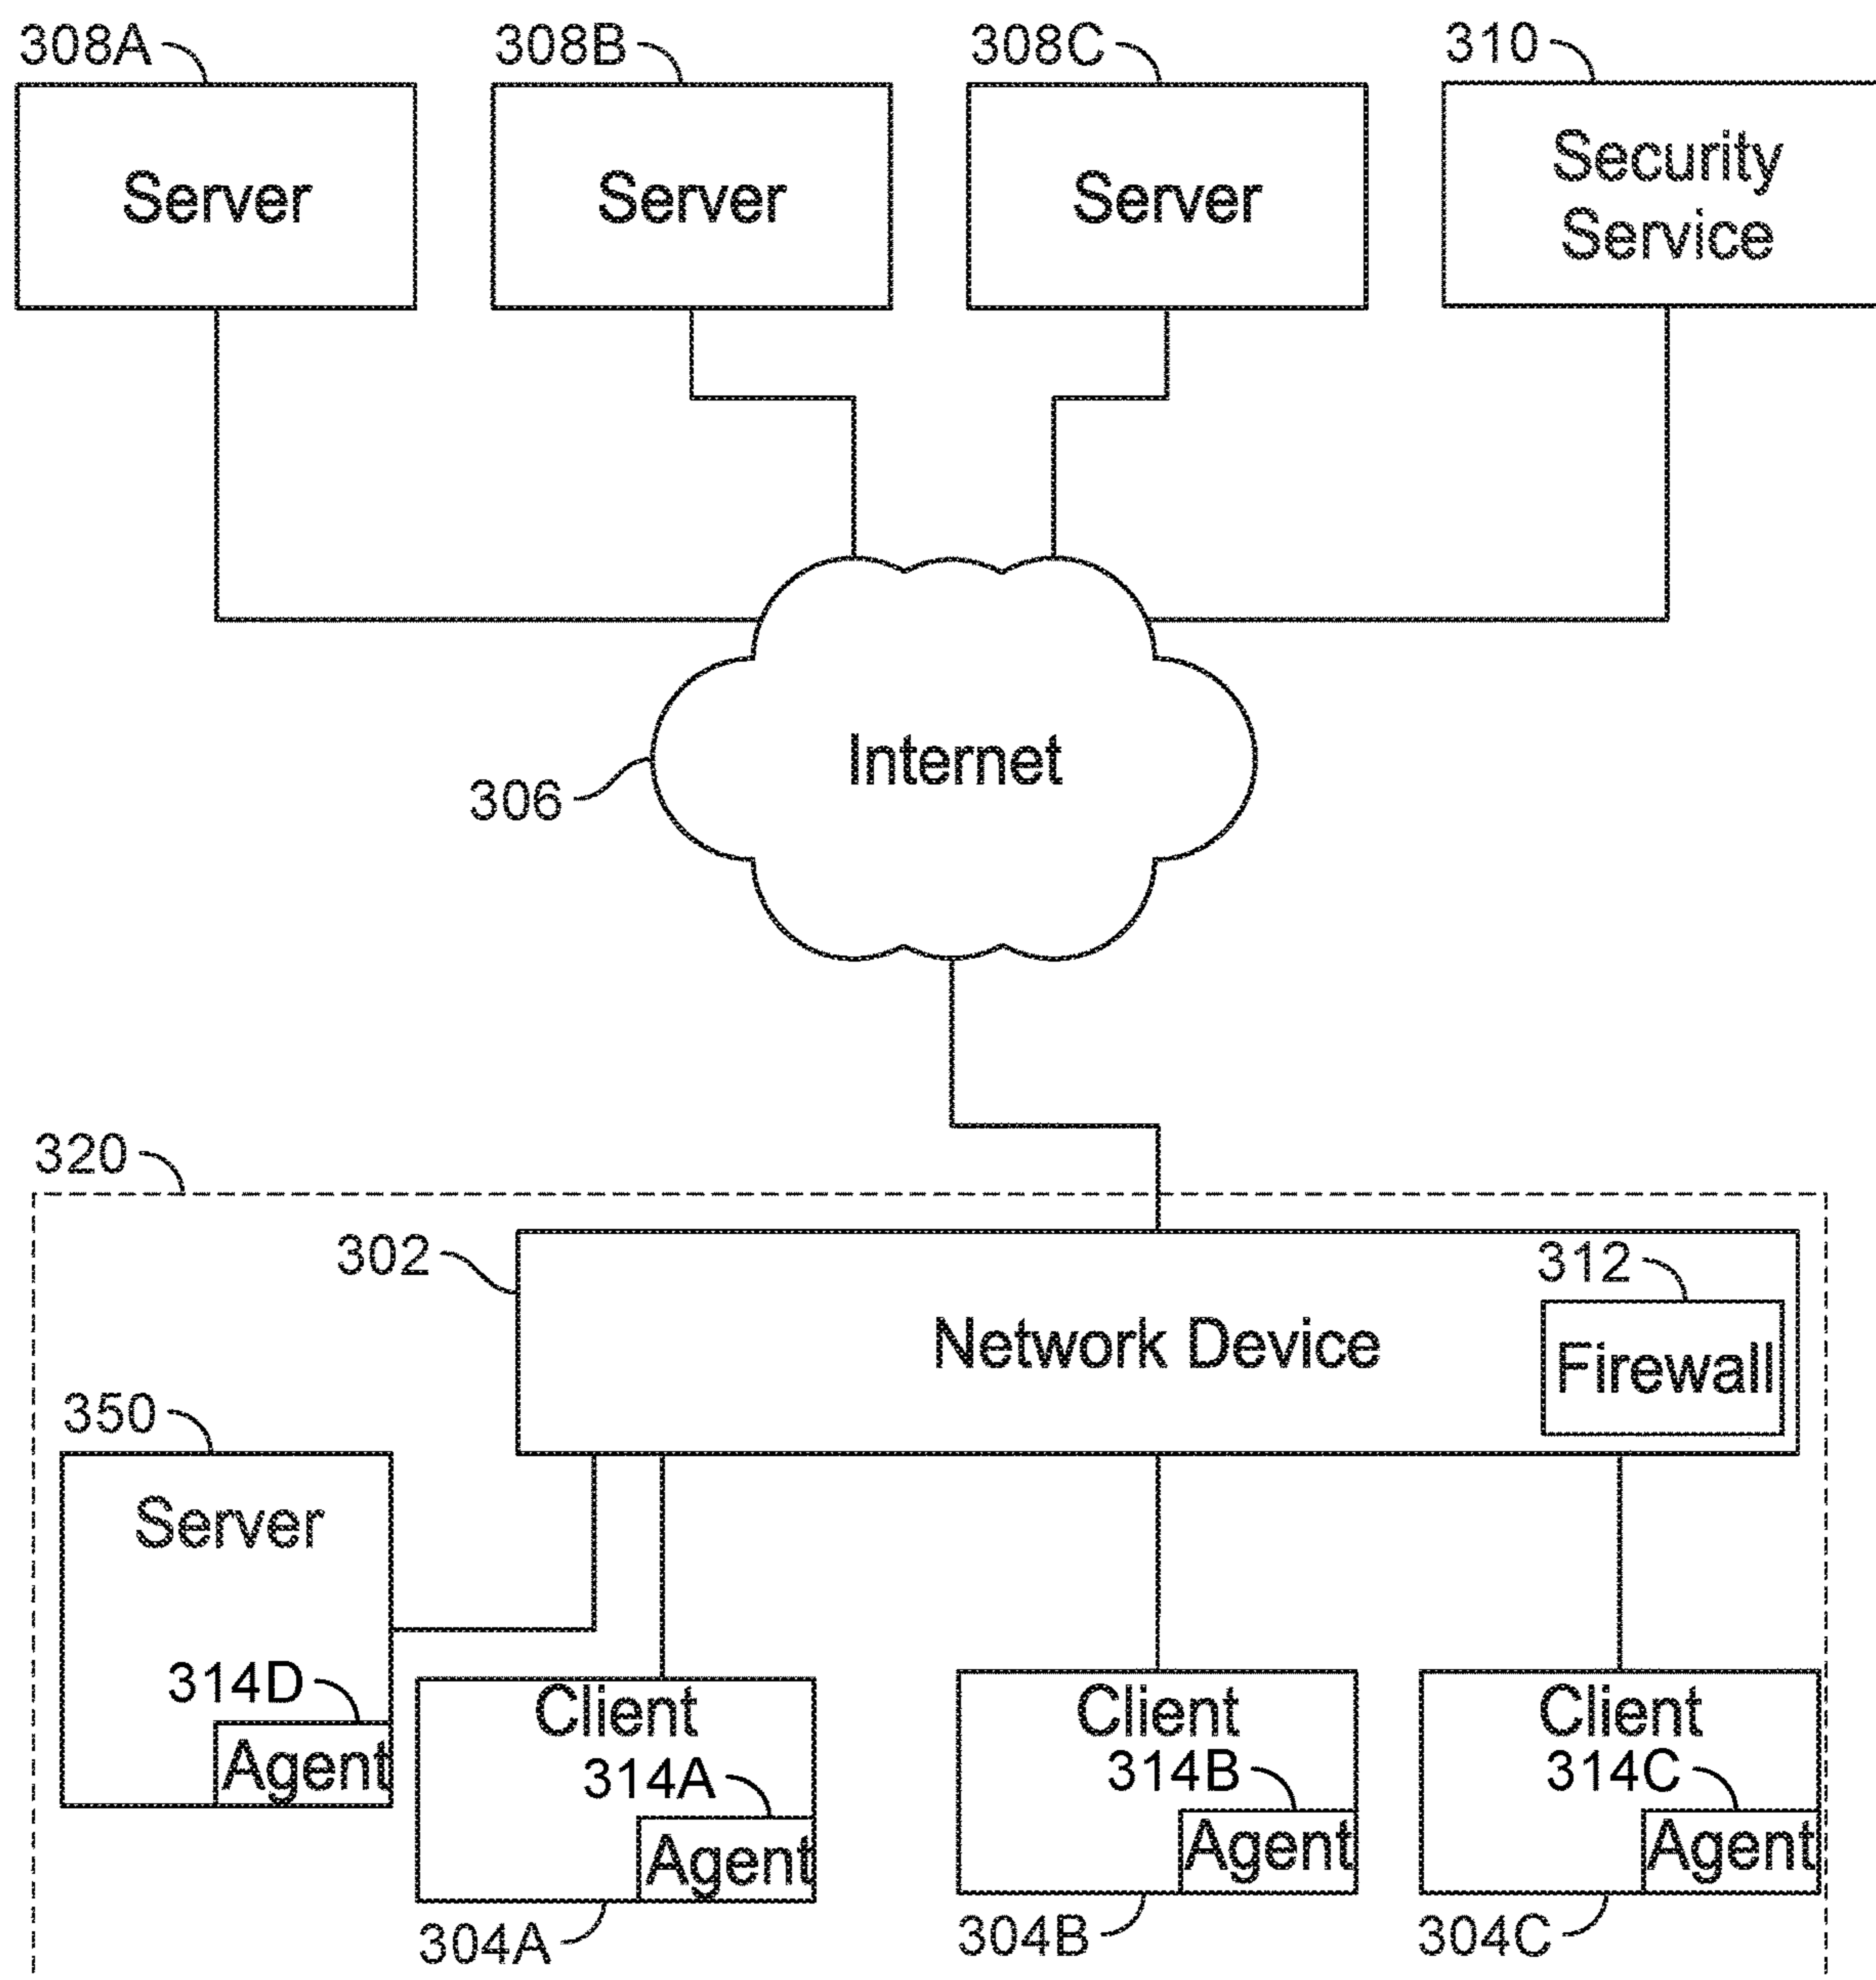 308A
308B
308C
310
Server
Server
Server
Security
Service
Internet
306
320
302
312
Network Device
Firewall
350
Server
314D
Agent
Client
314A
Agent
Client
314B
Agent
Client
314C
Agent
304A
304B
304C